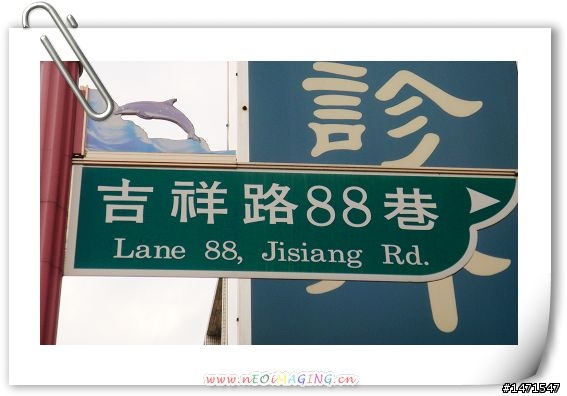 吉祥路88巷
Lane 88, Jisiang Rd.
診
www.nEOiMAGING.cn
#1471547